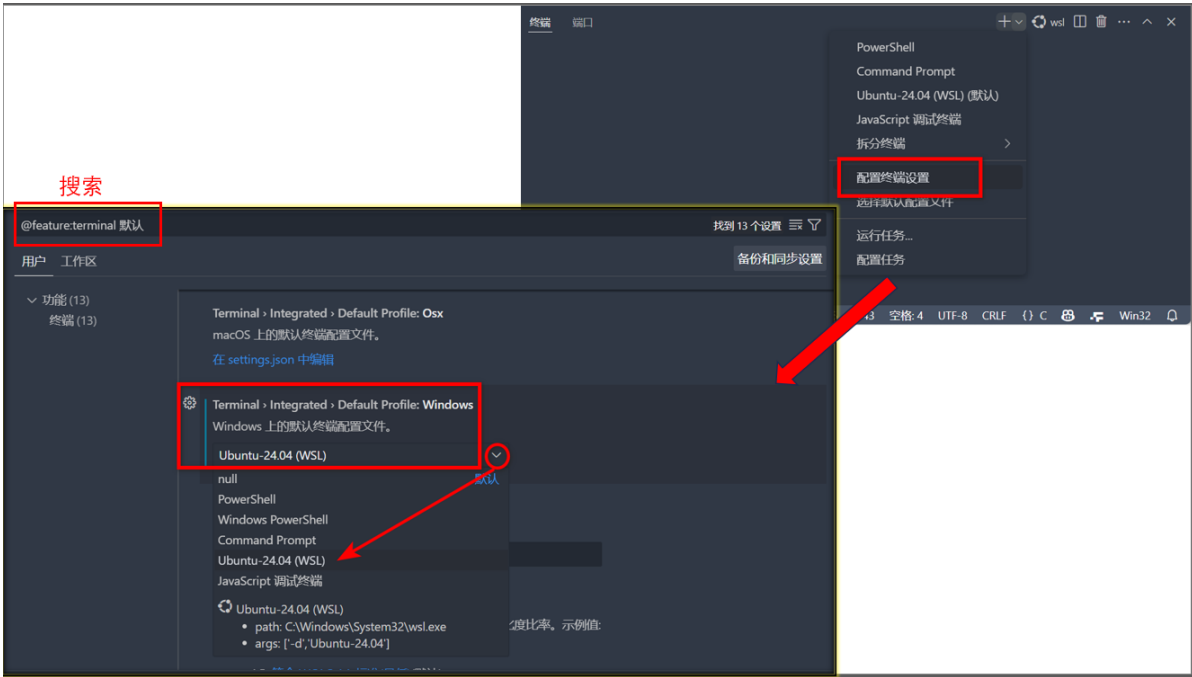 终端 端口
wsl
PowerShell
Command Prompt
Ubuntu-24.04 (WSL) (默认)
JavaScript 调试终端
拆分终端
配置终端设置
选择默认配置文件
运行任务...
配置任务
空格: 4 UTF-8 CRLF {} C Win32
搜索
@feature:terminal 默认
找到 13 个设置
用户 工作区
备份和同步设置
功能 (13)
终端 (13)
Terminal › Integrated › Default Profile: Osx
macOS 上的默认终端配置文件。
在 settings.json 中编辑
Terminal › Integrated › Default Profile: Windows
Windows 上的默认终端配置文件。
Ubuntu-24.04 (WSL)
null 默认
PowerShell
Windows PowerShell
Command Prompt
Ubuntu-24.04 (WSL)
JavaScript 调试终端
Ubuntu-24.04 (WSL)
• path: C:\Windows\System32\wsl.exe
• args: ['-d','Ubuntu-24.04']
度比率。示例值: